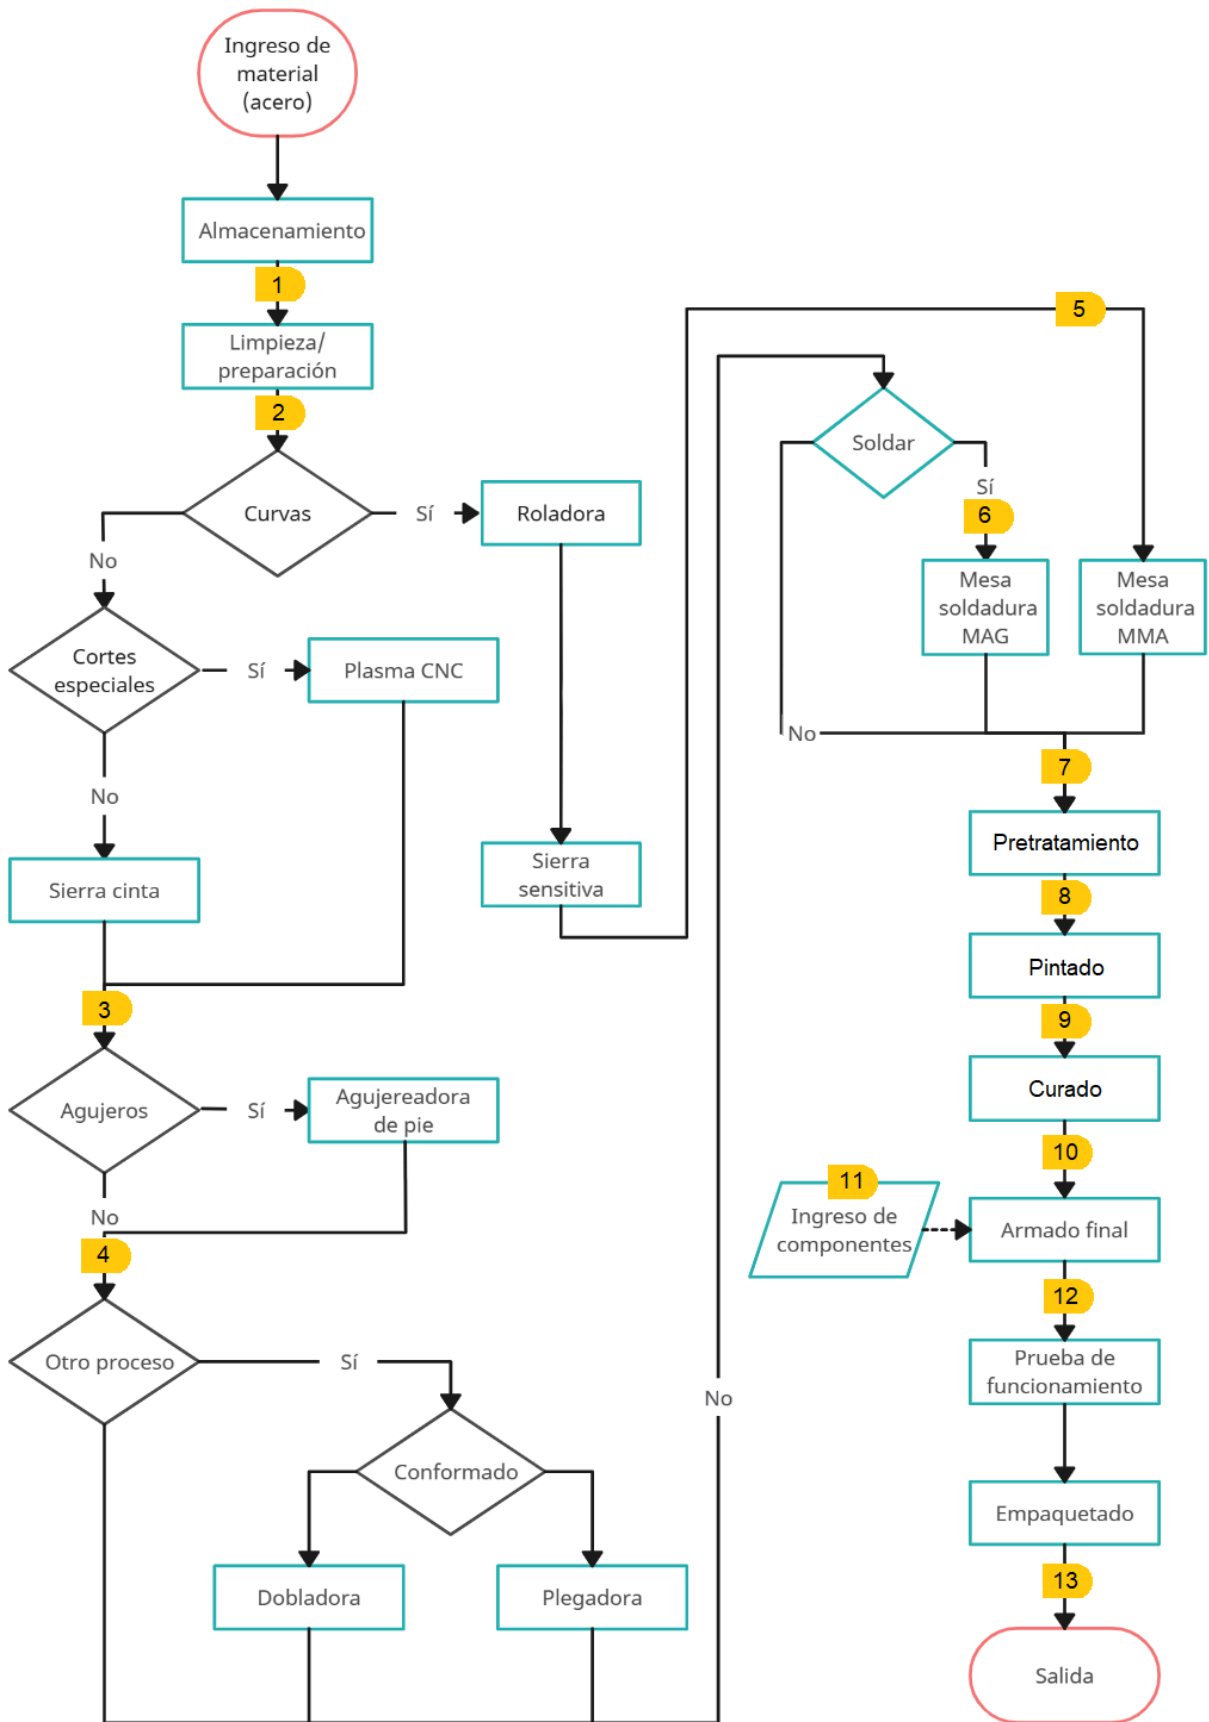 Ingreso de
material
(acero)
Almacenamiento
1
Limpieza/
preparación
2
Curvas
Sí
Roladora
No
Cortes
especiales
Sí
Plasma CNC
No
Sierra cinta
Sierra
sensitiva
3
Agujeros
Sí
Agujereadora
de pie
No
4
Otro proceso
Sí
Conformado
Dobladora
Plegadora
No
5
Soldar
Sí
6
Mesa
soldadura
MAG
Mesa
soldadura
MMA
No
7
Pretratamiento
8
Pintado
9
Curado
10
11
Ingreso de
componentes
Armado final
12
Prueba de
funcionamiento
Empaquetado
13
Salida